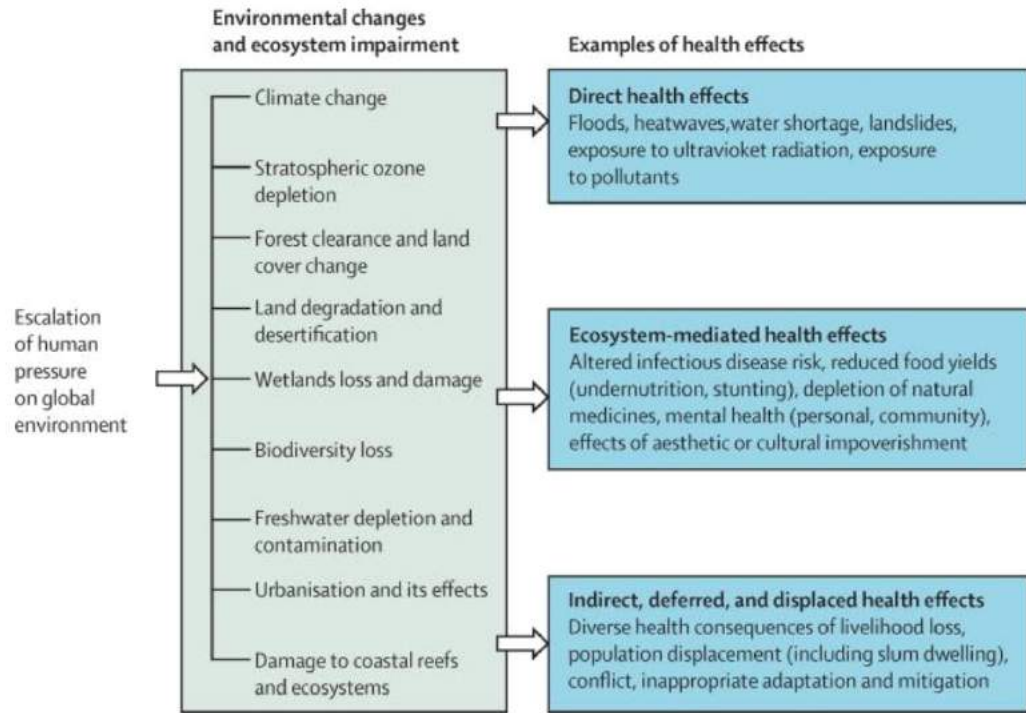 Environmental changes
and ecosystem impairment
Examples of health effects
Escalation
of human
pressure
on global
environment
Climate change
Stratospheric ozone
depletion
Forest clearance and land
cover change
Land degradation and
desertification
Wetlands loss and damage
Biodiversity loss
Freshwater depletion and
contamination
Urbanisation and its effects
Damage to coastal reefs
and ecosystems
Direct health effects
Floods, heatwaves,water shortage, landslides,
exposure to ultravioket radiation, exposure
to pollutants
Ecosystem-mediated health effects
Altered infectious disease risk, reduced food yields
(undernutrition, stunting), depletion of natural
medicines, mental health (personal, community),
effects of aesthetic or cultural impoverishment
Indirect, deferred, and displaced health effects
Diverse health consequences of livelihood loss,
population displacement (including slum dwelling),
conflict, inappropriate adaptation and mitigation